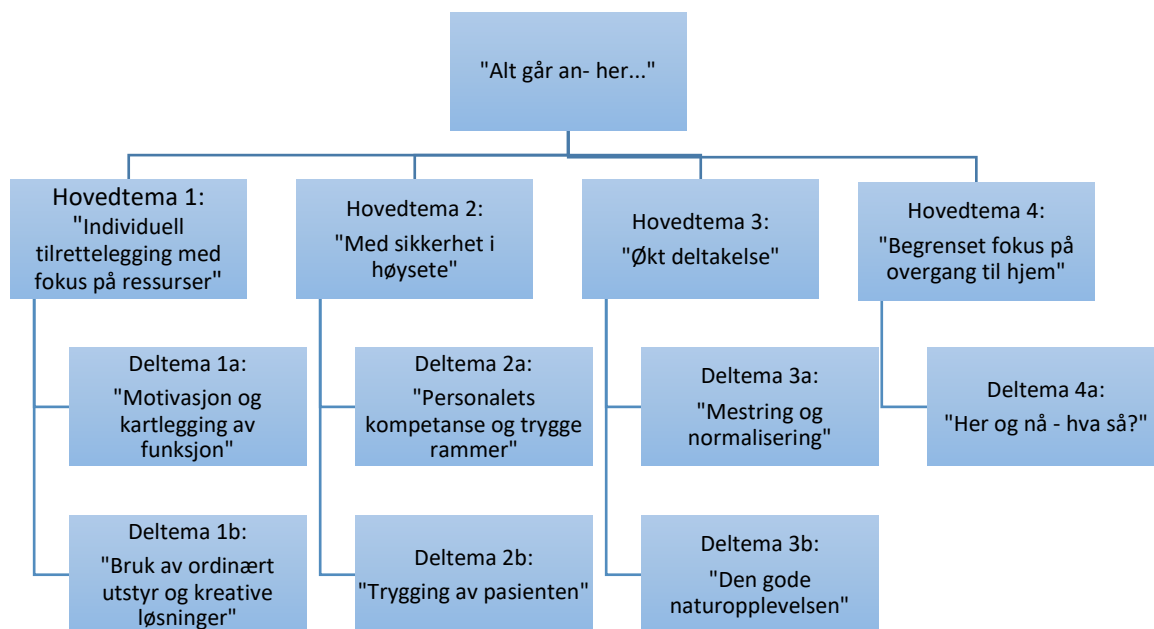 "Alt går an- her..."
Hovedtema 1:
"Individuell
tilrettelegging med
fokus på ressurser"
Hovedtema 2:
"Med sikkerhet i
høysete"
Hovedtema 3:
"Økt deltakelse"
Hovedtema 4:
"Begrenset fokus på
overgang til hjem"
Deltema 1a:
"Motivasjon og
kartlegging av
funksjon"
Deltema 2a:
"Personalets
kompetanse og trygge
rammer"
Deltema 3a:
"Mestring og
normalisering"
Deltema 4a:
"Her og nå - hva så?"
Deltema 1b:
"Bruk av ordinært
utstyr og kreative
løsninger"
Deltema 2b:
"Trygging av pasienten"
Deltema 3b:
"Den gode
naturopplevelsen"